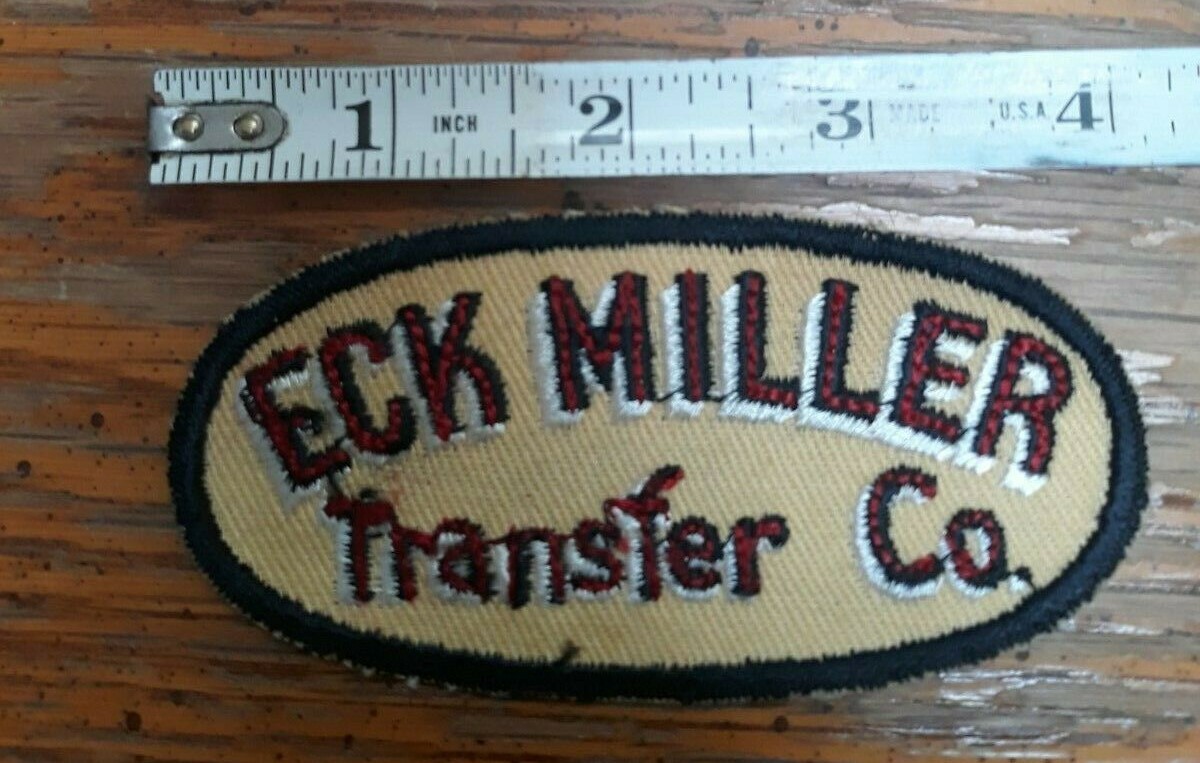 1 INCH 2 3 MADE U.S.A. 4
ECK MILLER
Transfer Co.